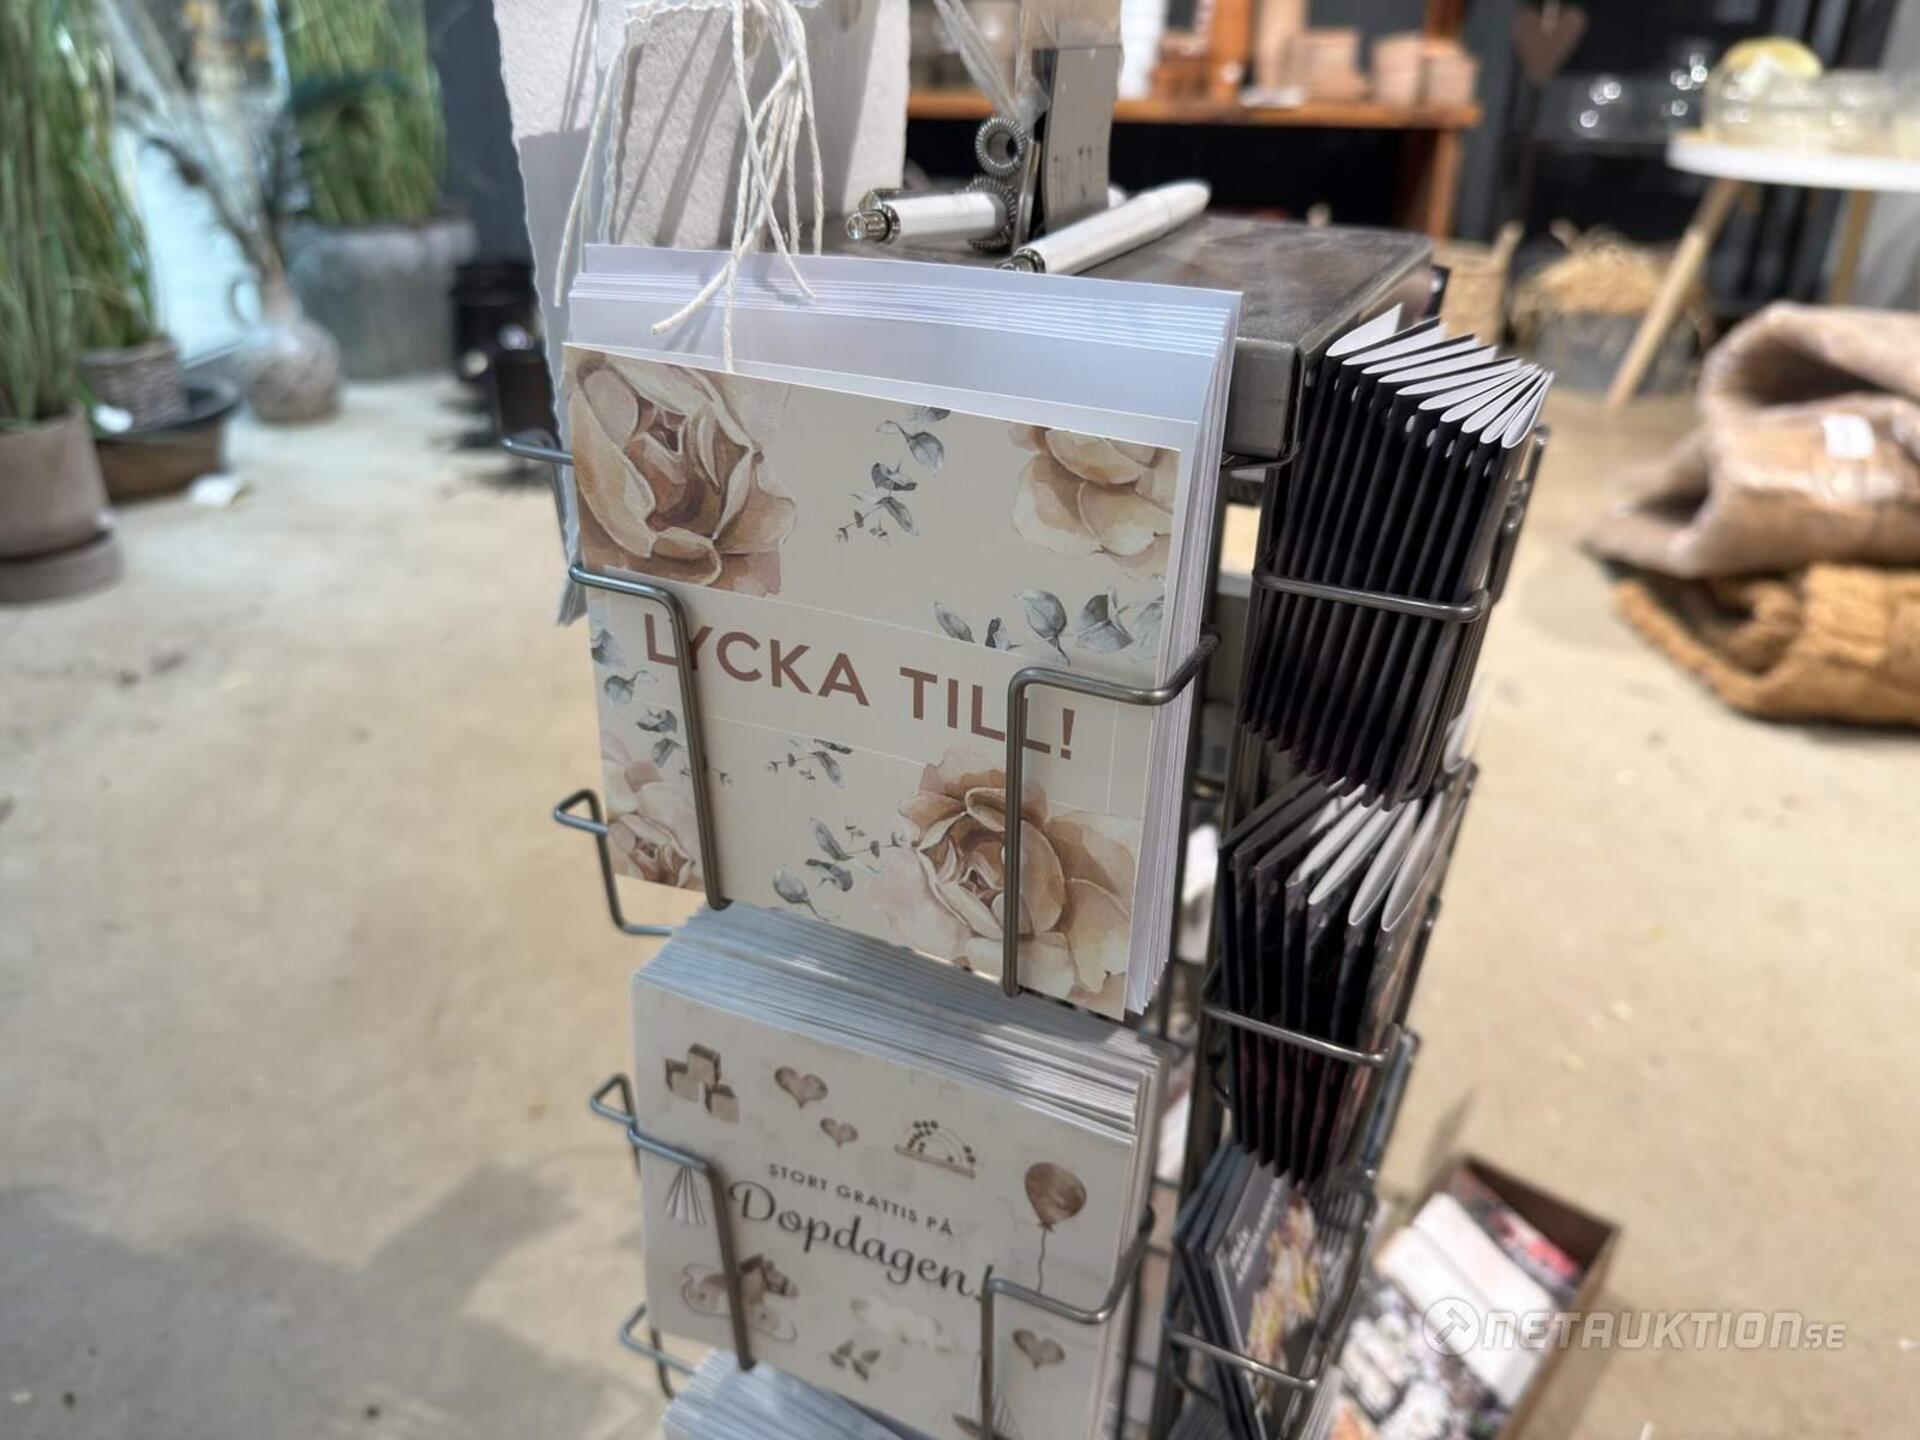 LYCKA TILL!
STORT GRATTIS PÅ
Dopdagen!
NETAUKTION.SE